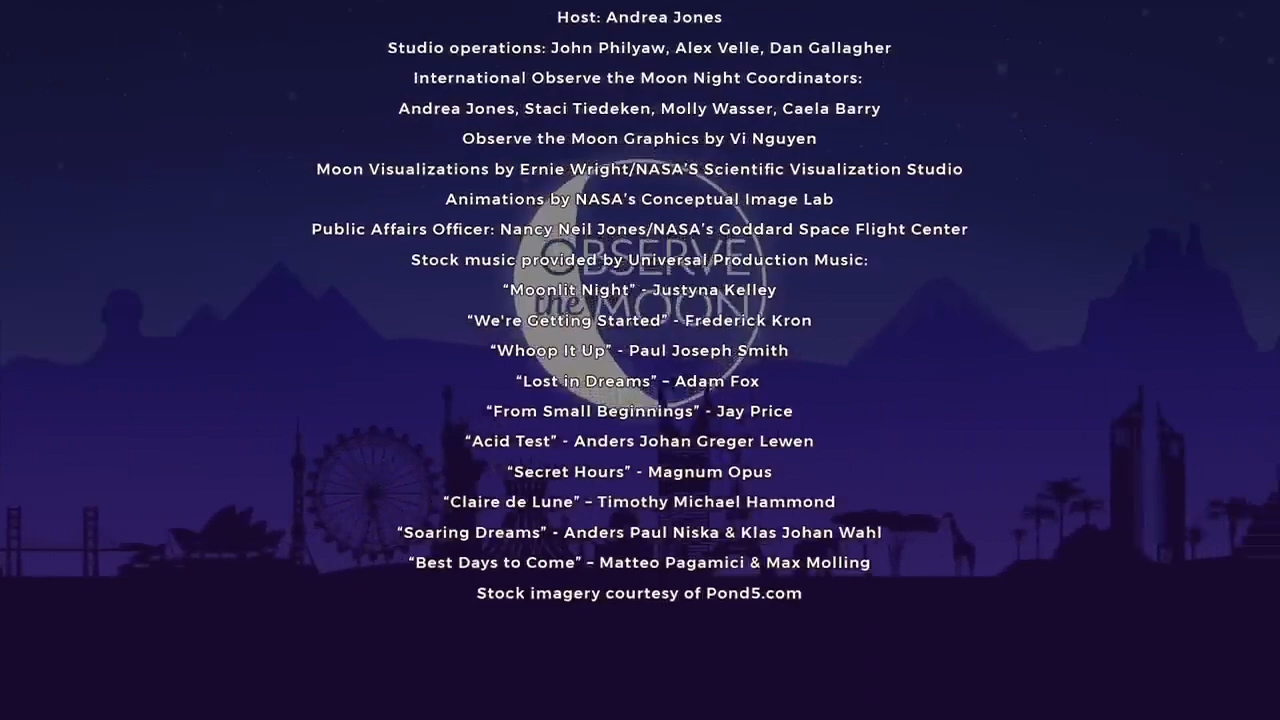 Host: Andrea Jones
Studio operations: John Philyaw, Alex Velle, Dan Gallagher
International Observe the Moon Night Coordinators:
Andrea Jones, Staci Tiedeken, Molly Wasser, Caela Barry
Observe the Moon Graphics by Vi Nguyen
Moon Visualizations by Ernie Wright/NASA’S Scientific Visualization Studio
Animations by NASA’s Conceptual Image Lab
Public Affairs Officer: Nancy Neil Jones/NASA’s Goddard Space Flight Center
OBSERVE
Stock music provided by Universal Production Music:
“Moonlit Night” - Justyna Kelley
the MOON
“We're Getting Started” - Frederick Kron
“Whoop It Up” - Paul Joseph Smith
“Lost in Dreams” – Adam Fox
“From Small Beginnings” - Jay Price
“Acid Test” - Anders Johan Greger Lewen
“Secret Hours” - Magnum Opus
“Claire de Lune” – Timothy Michael Hammond
“Soaring Dreams” - Anders Paul Niska & Klas Johan Wahl
“Best Days to Come” – Matteo Pagamici & Max Molling
Stock imagery courtesy of Pond5.com